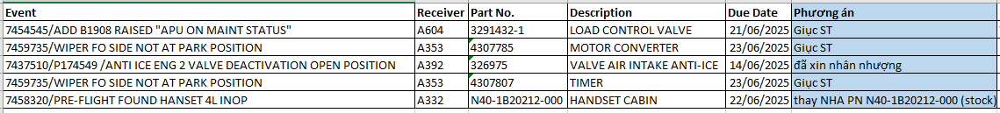 Event Receiver Part No. Description Due Date Phương án
7454545/ADD B1908 RAISED "APU ON MAINT STATUS" A604 3291432-1 LOAD CONTROL VALVE 21/06/2025 Giục ST
7459735/WIPER FO SIDE NOT AT PARK POSITION A353 4307785 MOTOR CONVERTER 23/06/2025 Giục ST
7437510/P174549 /ANTI ICE ENG 2 VALVE DEACTIVATION OPEN POSITION A392 326975 VALVE AIR INTAKE ANTI-ICE 14/06/2025 đã xin nhân nhượng
7459735/WIPER FO SIDE NOT AT PARK POSITION A353 4307807 TIMER 23/06/2025 Giục ST
7458320/PRE-FLIGHT FOUND HANSET 4L INOP A332 N40-1B20212-000 HANDSET CABIN 22/06/2025 thay NHA PN N40-1B20212-000 (stock)